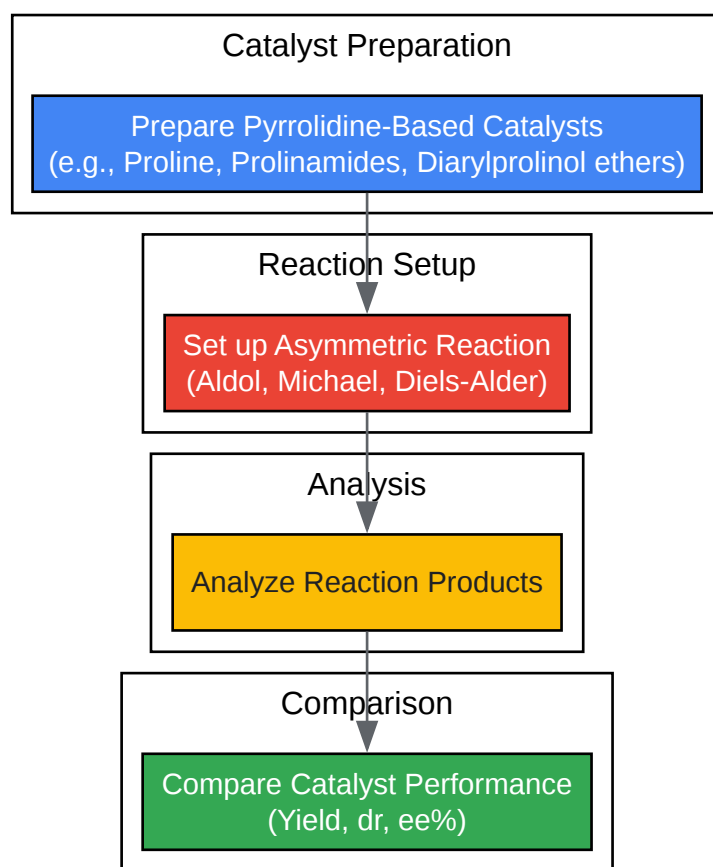 Catalyst Preparation
Prepare Pyrrolidine-Based Catalysts
(e.g., Proline, Prolinamides, Diarylprolinol ethers)
Reaction Setup
Set up Asymmetric Reaction
(Aldol, Michael, Diels-Alder)
Analysis
Analyze Reaction Products
Comparison
Compare Catalyst Performance
(Yield, dr, ee%)